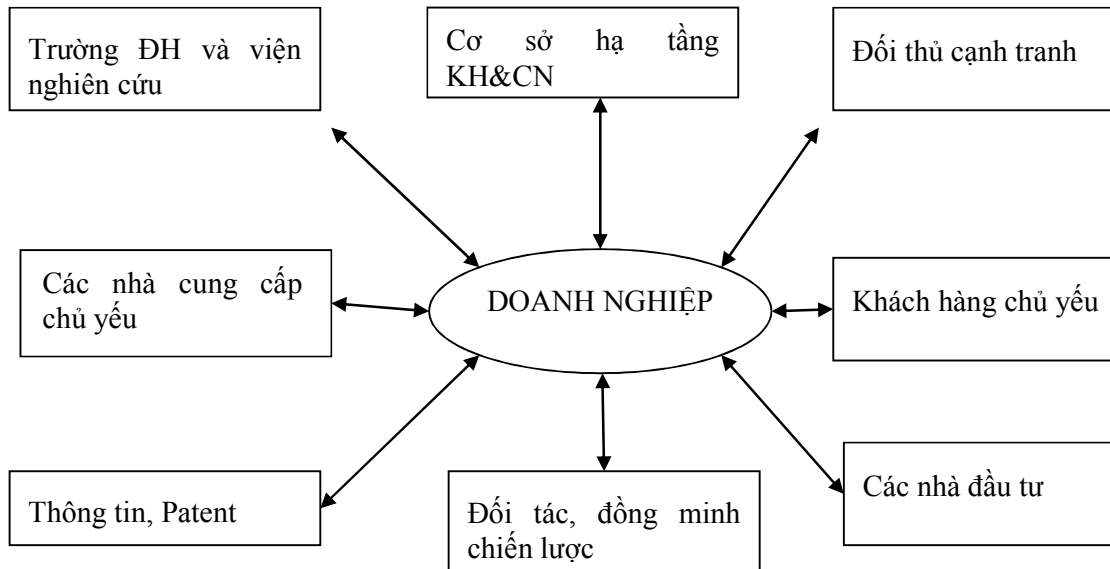 Trường ĐH và viện
nghiên cứu
Cơ sở hạ tầng
KH&CN
Đối thủ cạnh tranh
Các nhà cung cấp
chủ yếu
DOANH NGHIỆP
Khách hàng chủ yếu
Thông tin, Patent
Đối tác, đồng minh
chiến lược
Các nhà đầu tư